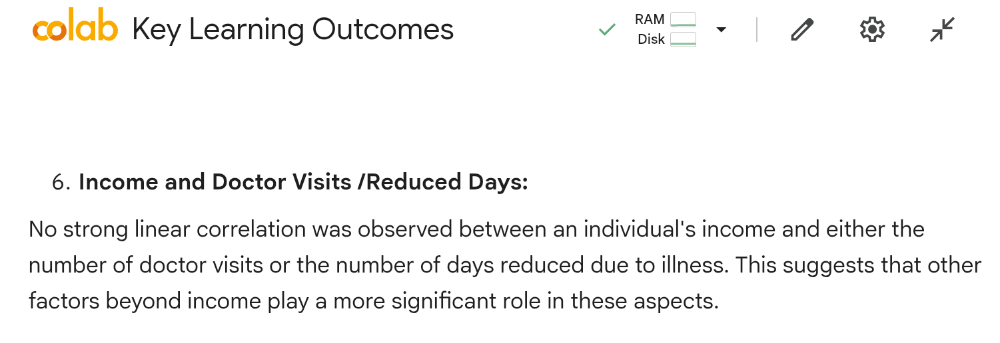 colab Key Learning Outcomes
RAM
Disk
6. Income and Doctor Visits /Reduced Days:
No strong linear correlation was observed between an individual's income and either the
number of doctor visits or the number of days reduced due to illness. This suggests that other
factors beyond income play a more significant role in these aspects.